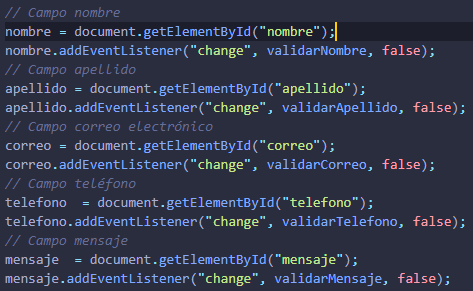 // Campo nombre
nombre = document.getElementById("nombre");
nombre.addEventListener("change", validarNombre, false);
// Campo apellido
apellido = document.getElementById("apellido");
apellido.addEventListener("change", validarApellido, false);
// Campo correo electrónico
correo = document.getElementById("correo");
correo.addEventListener("change", validarCorreo, false);
// Campo teléfono
telefono  = document.getElementById("telefono");
telefono.addEventListener("change", validarTelefono, false);
// Campo mensaje
mensaje  = document.getElementById("mensaje");
mensaje.addEventListener("change", validarMensaje, false);